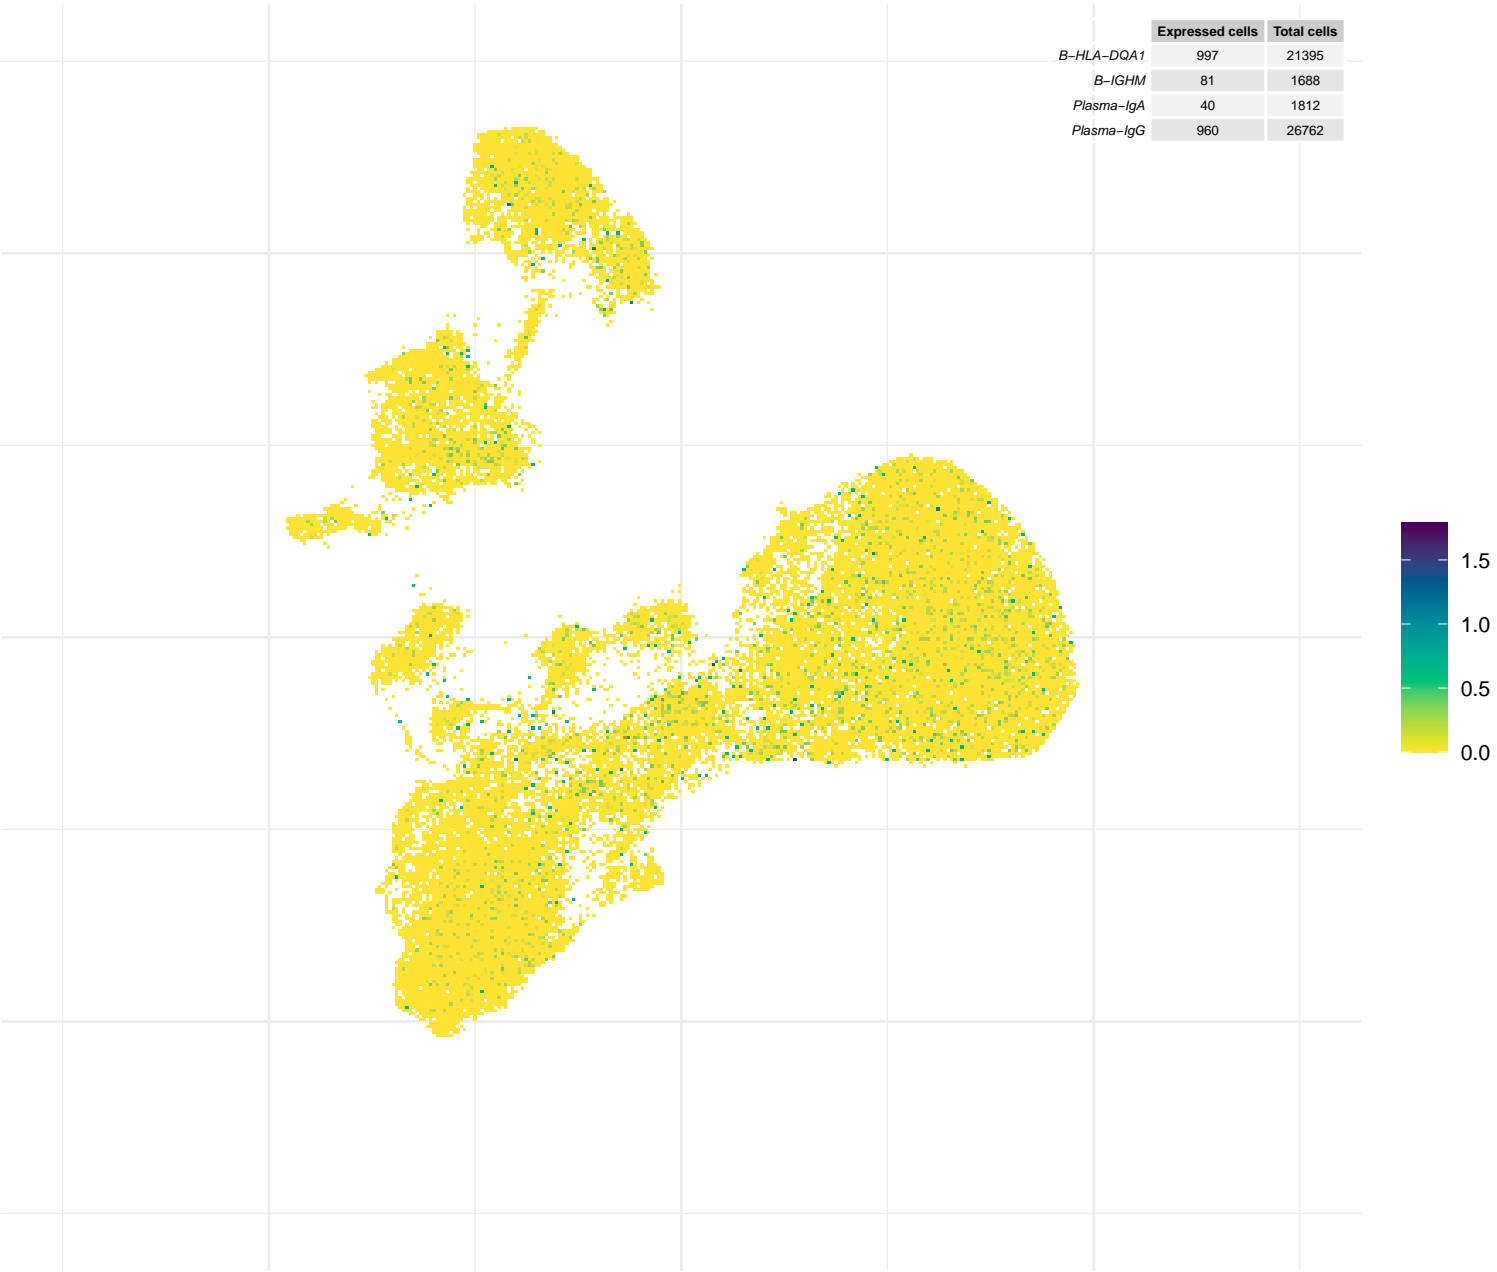 Expressed cells Total cells
B−HLA−DQA1 997 21395
B−IGHM 81 1688
Plasma−IgA 40 1812
Plasma−IgG 960 26762
1.5
1.0
0.5
0.0